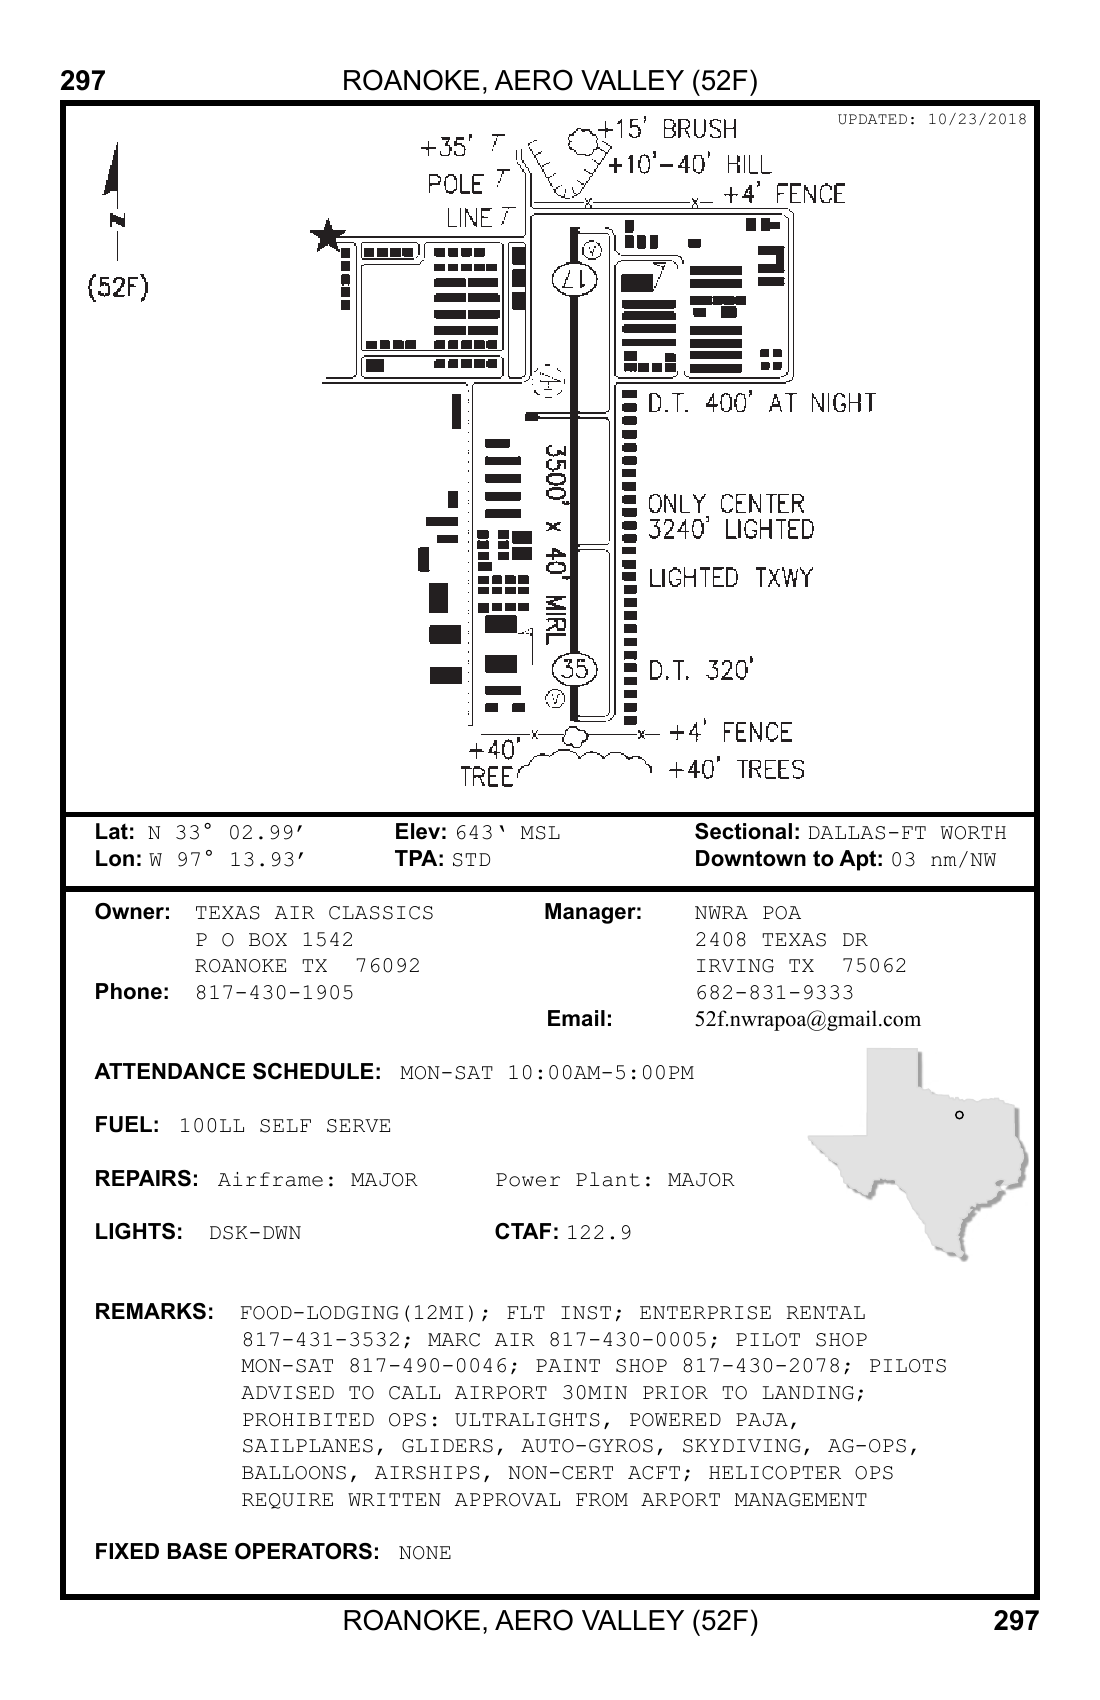 297 ROANOKE, AERO VALLEY (52F)
UPDATED: 10/23/2018
+15' BRUSH
+35'
+10'-40' HILL
POLE
+4' FENCE
LINE
N
(52F)
A
17
H
D.T. 400' AT NIGHT
3500' x 40' MIRL
ONLY CENTER
3240' LIGHTED
LIGHTED TXWY
35
D.T. 320'
S
+4' FENCE
+40'
TREE
+40' TREES
Lat: N 33° 02.99’ Elev: 643‘ MSL Sectional: DALLAS-FT WORTH
Lon: W 97° 13.93’ TPA: STD Downtown to Apt: 03 nm/NW
Owner: TEXAS AIR CLASSICS Manager: NWRA POA
P O BOX 1542 2408 TEXAS DR
ROANOKE TX 76092 IRVING TX 75062
Phone: 817-430-1905 682-831-9333
Email: 52f.nwrapoa@gmail.com
ATTENDANCE SCHEDULE: MON-SAT 10:00AM-5:00PM
FUEL: 100LL SELF SERVE
REPAIRS: Airframe: MAJOR Power Plant: MAJOR
LIGHTS: DSK-DWN CTAF: 122.9
REMARKS: FOOD-LODGING(12MI); FLT INST; ENTERPRISE RENTAL
817-431-3532; MARC AIR 817-430-0005; PILOT SHOP
MON-SAT 817-490-0046; PAINT SHOP 817-430-2078; PILOTS
ADVISED TO CALL AIRPORT 30MIN PRIOR TO LANDING;
PROHIBITED OPS: ULTRALIGHTS, POWERED PAJA,
SAILPLANES, GLIDERS, AUTO-GYROS, SKYDIVING, AG-OPS,
BALLOONS, AIRSHIPS, NON-CERT ACFT; HELICOPTER OPS
REQUIRE WRITTEN APPROVAL FROM ARPORT MANAGEMENT
FIXED BASE OPERATORS: NONE
ROANOKE, AERO VALLEY (52F) 297